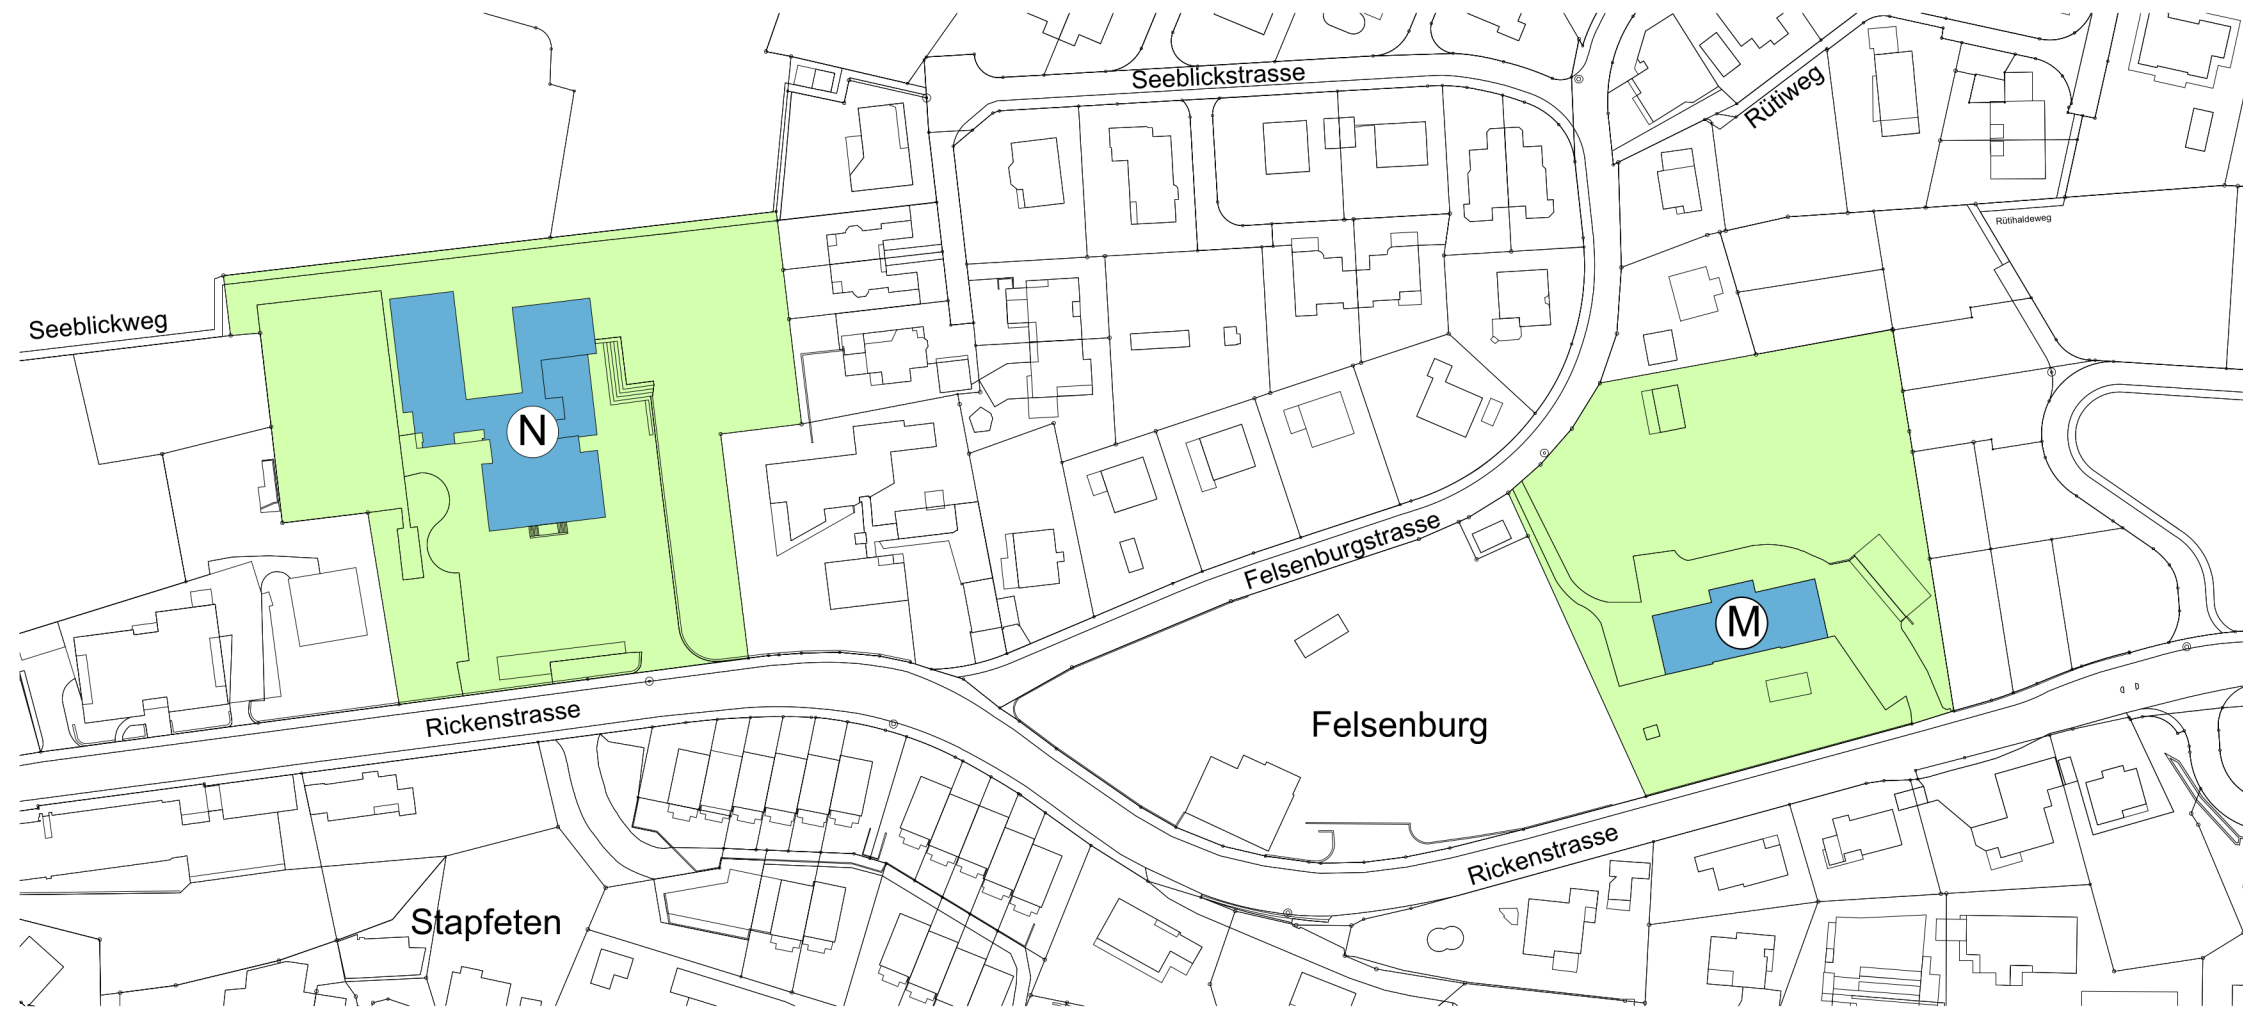 Seeblickstrasse
Rütiweg
Rütihaldeweg
Seeblickweg
N
Felsenburgstrasse
M
Rickenstrasse
Felsenburg
Rickenstrasse
Stapfeten